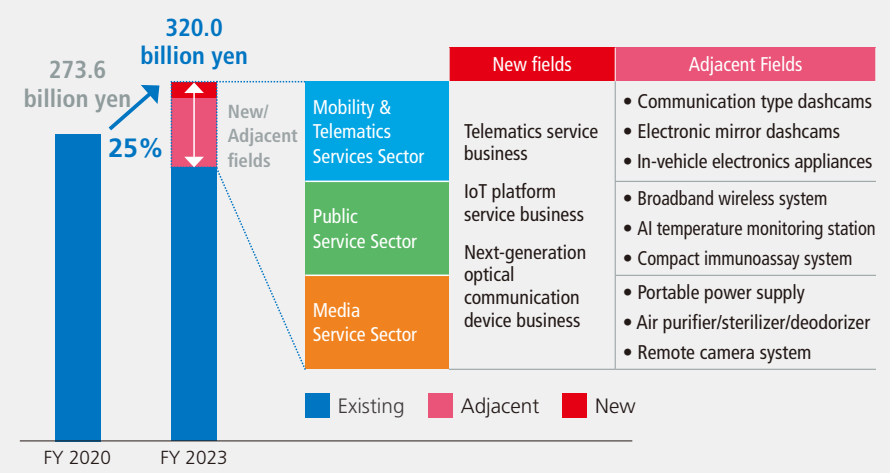 320.0
billion yen
273.6
billion yen
25%
New/
Adjacent
fields
New fields
Adjacent Fields
Mobility &
Telematics
Services Sector
Telematics service
business
IoT platform
service business
Next-generation
optical
communication
device business
• Communication type dashcams
• Electronic mirror dashcams
• In-vehicle electronics appliances
Public
Service Sector
• Broadband wireless system
• AI temperature monitoring station
• Compact immunoassay system
Media
Service Sector
• Portable power supply
• Air purifier/sterilizer/deodorizer
• Remote camera system
Existing
Adjacent
New
FY 2020
FY 2023